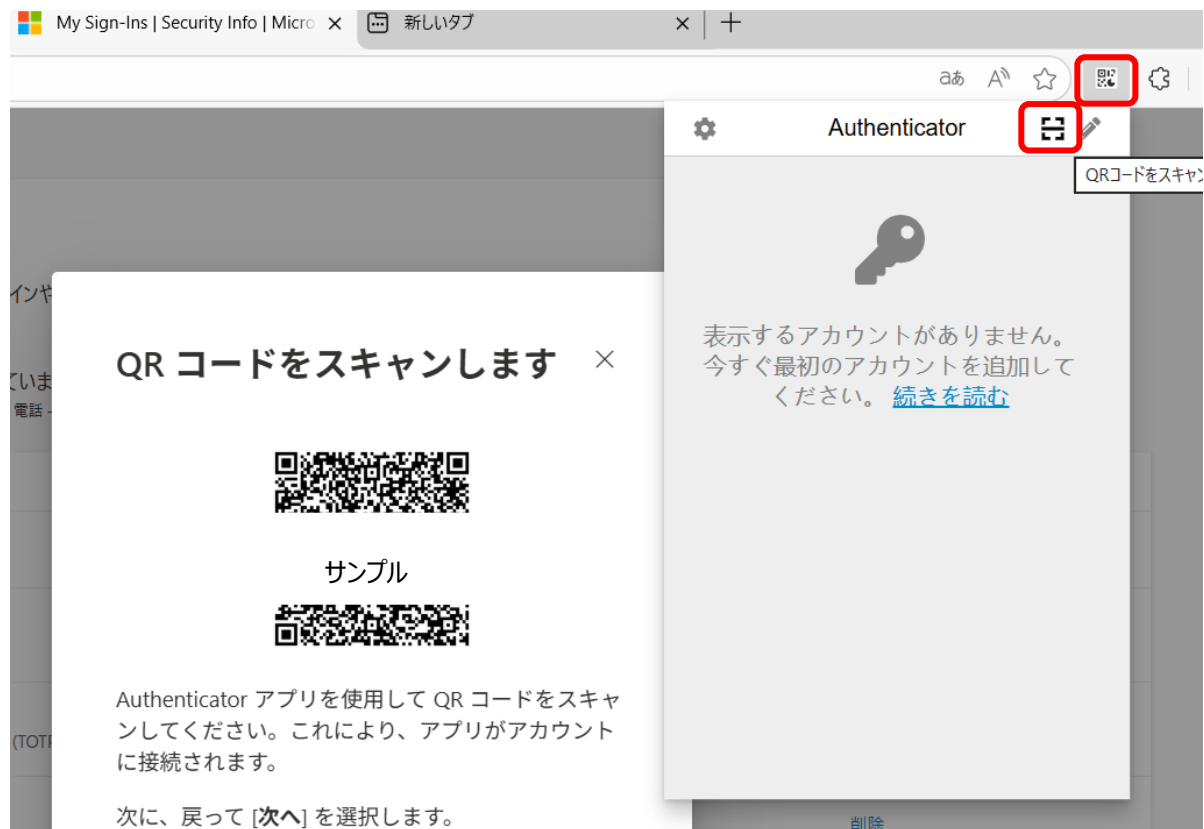 My Sign-Ins | Security Info | Micro
新しいタブ
aあ
A
Authenticator
QRコードをスキャン
表示するアカウントがありません。
今すぐ最初のアカウントを追加して
ください。 続きを読む
インや
ていま
電話 -
QR コードをスキャンします
サンプル
Authenticator アプリを使用して QR コードをスキャ
ンしてください。これにより、アプリがアカウント
に接続されます。
(TOTP
次に、戻って [次へ] を選択します。
削除